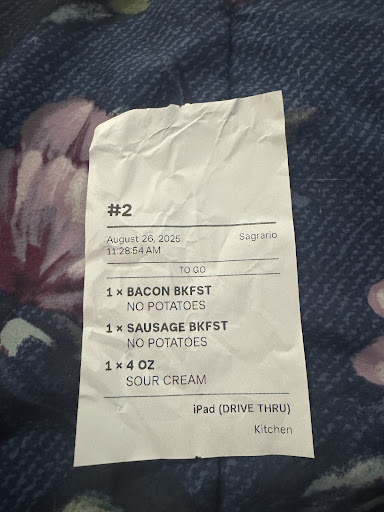 #2
August 26, 2025 Sagrario
11:28:54 AM
TO GO
1 × BACON BKFST
NO POTATOES
1 × SAUSAGE BKFST
NO POTATOES
1 × 4 OZ
SOUR CREAM
iPad (DRIVE THRU)
Kitchen